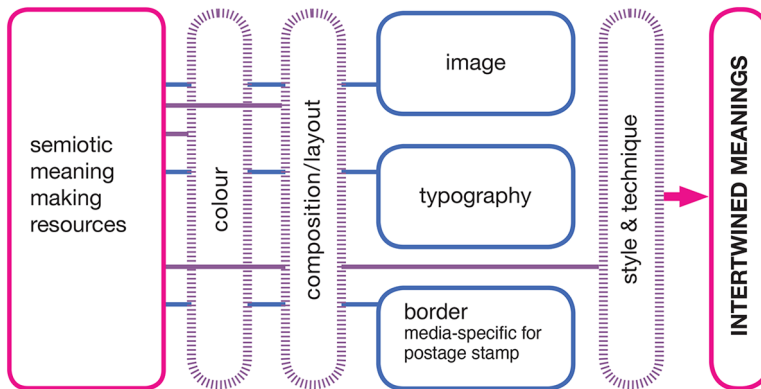 semiotic
meaning
making
resources
colour
composition/layout
image
typography
border
media-specific for
postage stamp
style & technique
INTERTWINED MEANINGS